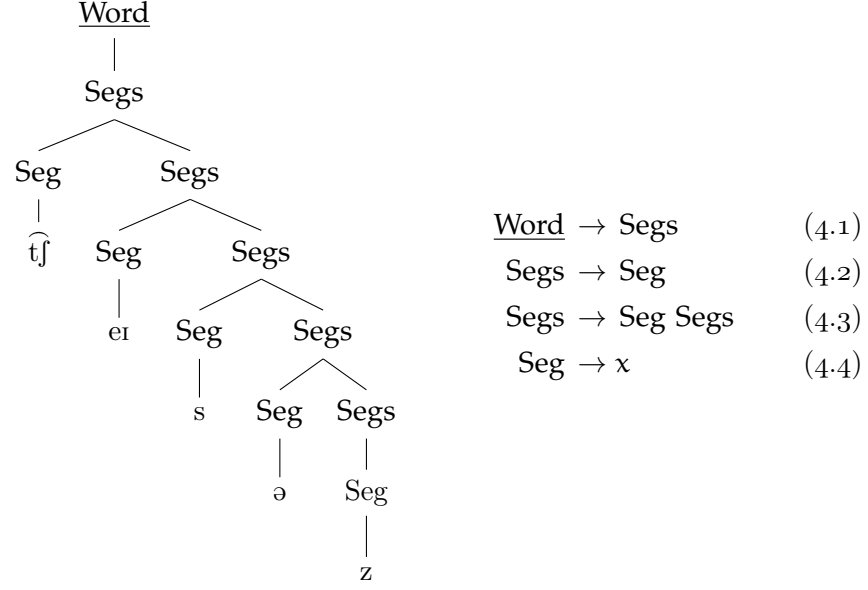 Word
Segs
Seg Segs
t͡ʃ Seg Segs
eɪ Seg Segs
s Seg Segs
ə Seg
z
Word → Segs (4.1)
Segs → Seg (4.2)
Segs → Seg Segs (4.3)
Seg → x (4.4)